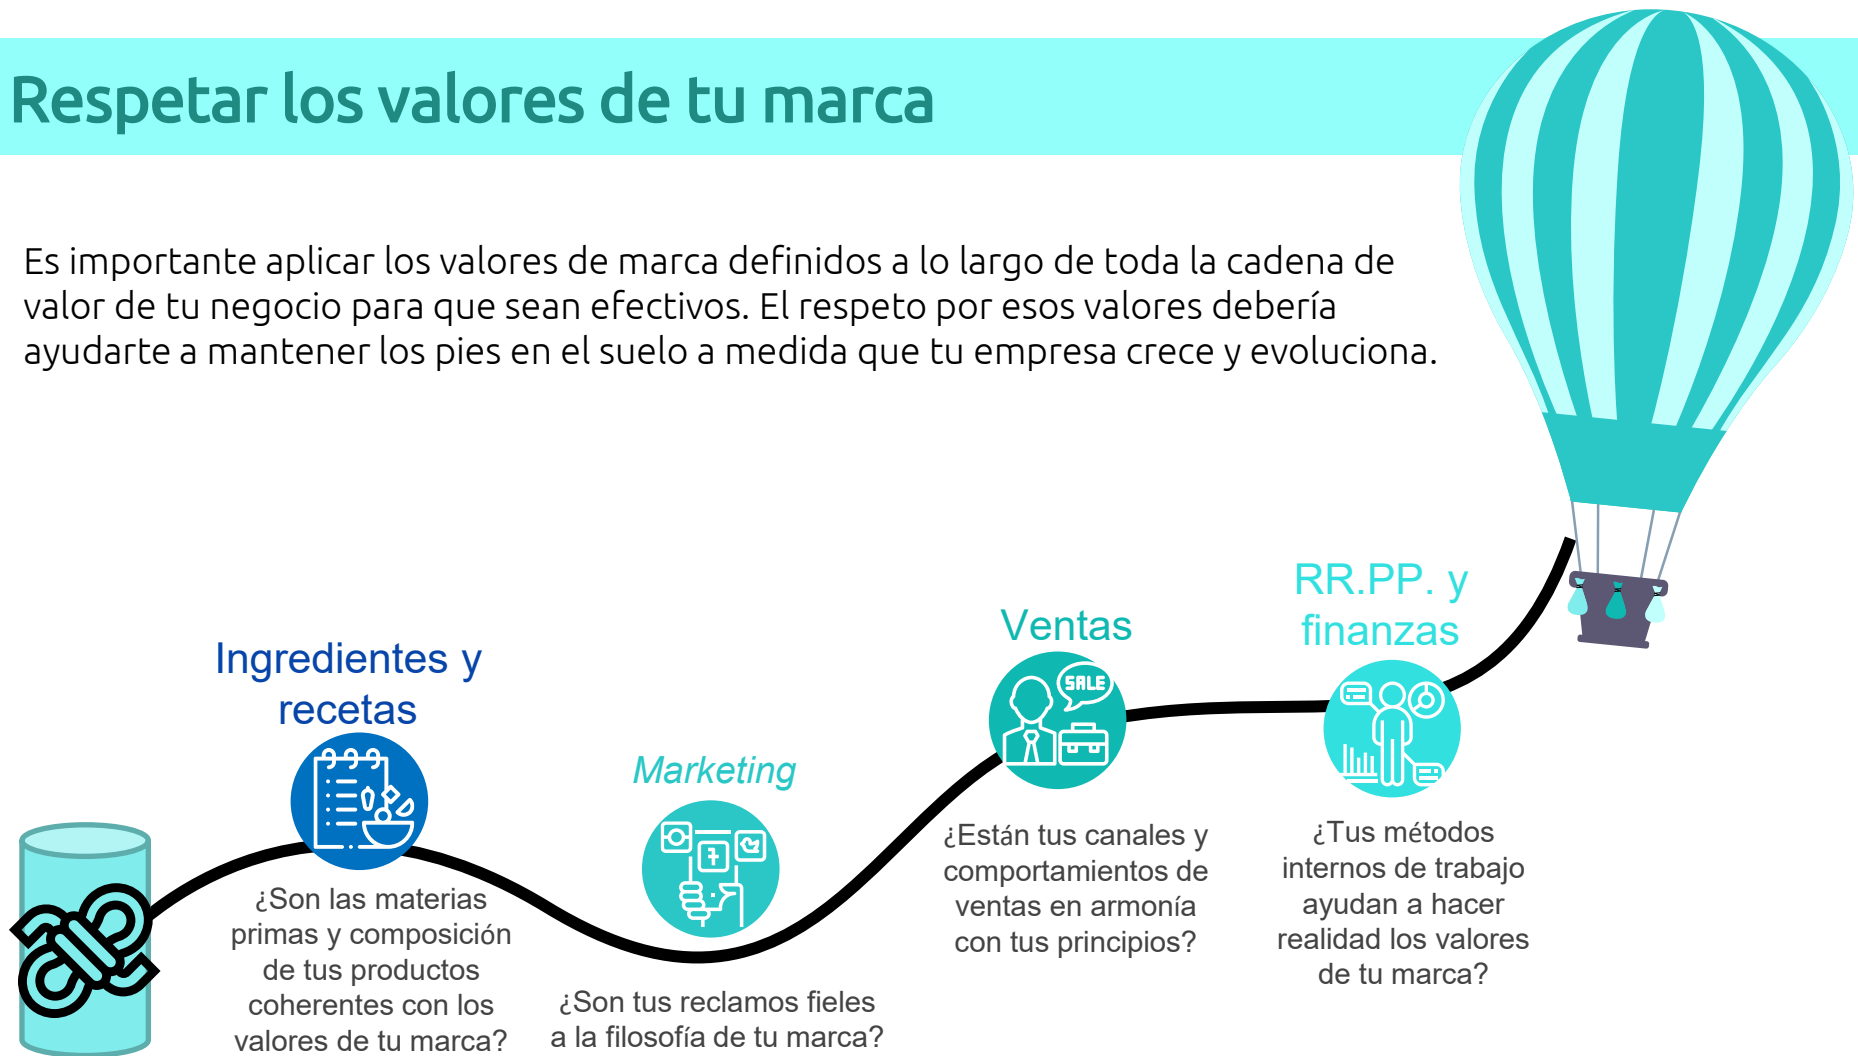 Respetar los valores de tu marca
Es importante aplicar los valores de marca definidos a lo largo de toda la cadena de
valor de tu negocio para que sean efectivos. El respeto por esos valores debería
ayudarte a mantener los pies en el suelo a medida que tu empresa crece y evoluciona.
Ingredientes y
recetas
¿Son las materias
primas y composición
de tus productos
coherentes con los
valores de tu marca?
Marketing
¿Son tus reclamos fieles
a la filosofía de tu marca?
Ventas
SALE
¿Están tus canales y
comportamientos de
ventas en armonía
con tus principios?
RR.PP. y
finanzas
¿Tus métodos
internos de trabajo
ayudan a hacer
realidad los valores
de tu marca?